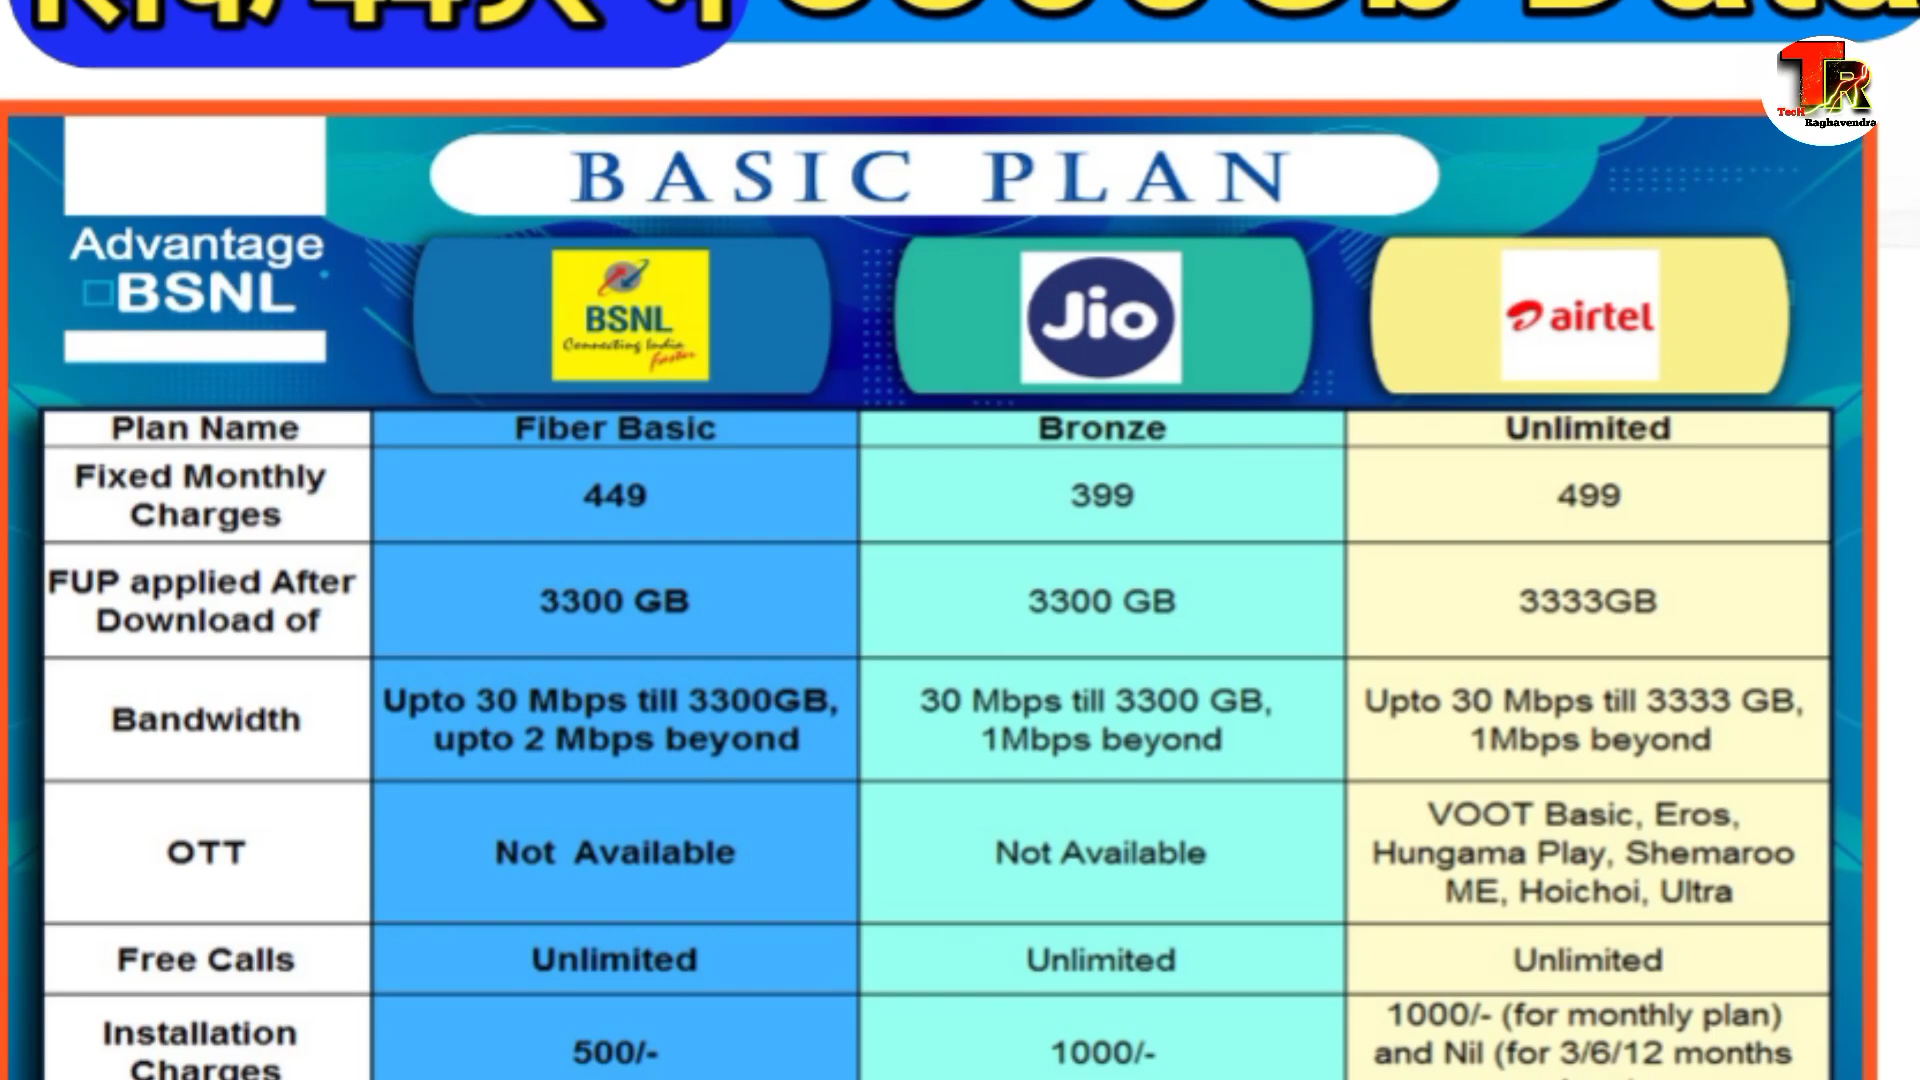 TR
TecH
Raghavendra
BASIC PLAN
Advantage
BSNL
BSNL
Connecting India
Faster
Jio
airtel
Plan Name Fiber Basic Bronze Unlimited
Fixed Monthly
Charges
449 399 499
FUP applied After
Download of
3300 GB 3300 GB 3333GB
Bandwidth
Upto 30 Mbps till 3300GB,
upto 2 Mbps beyond
30 Mbps till 3300 GB,
1Mbps beyond
Upto 30 Mbps till 3333 GB,
1Mbps beyond
OTT
Not Available
Not Available
VOOT Basic, Eros,
Hungama Play, Shemaroo
ME, Hoichoi, Ultra
Free Calls Unlimited Unlimited Unlimited
Installation
Charges
500/-
1000/-
1000/- (for monthly plan)
and Nil (for 3/6/12 months